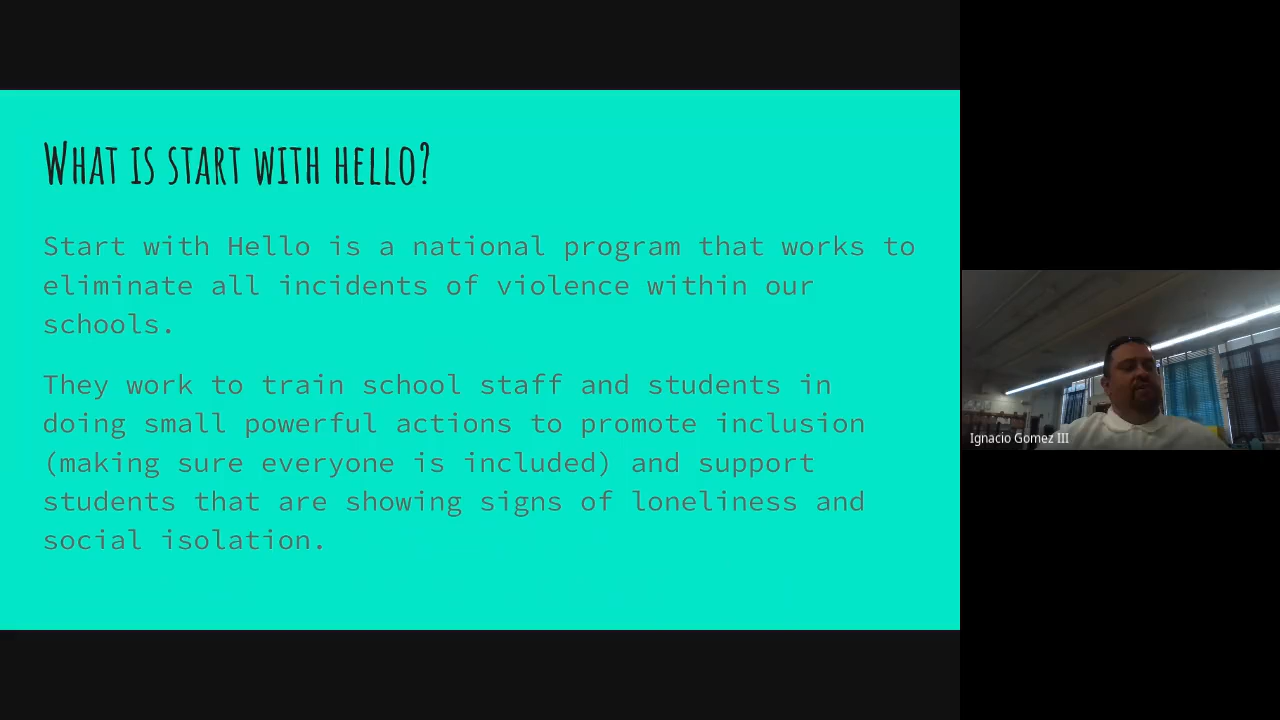 What is start with hello?
Start with Hello is a national program that works to
eliminate all incidents of violence within our
schools.
They work to train school staff and students in
doing small powerful actions to promote inclusion
(making sure everyone is included) and support
students that are showing signs of loneliness and
social isolation.
Ignacio Gomez III